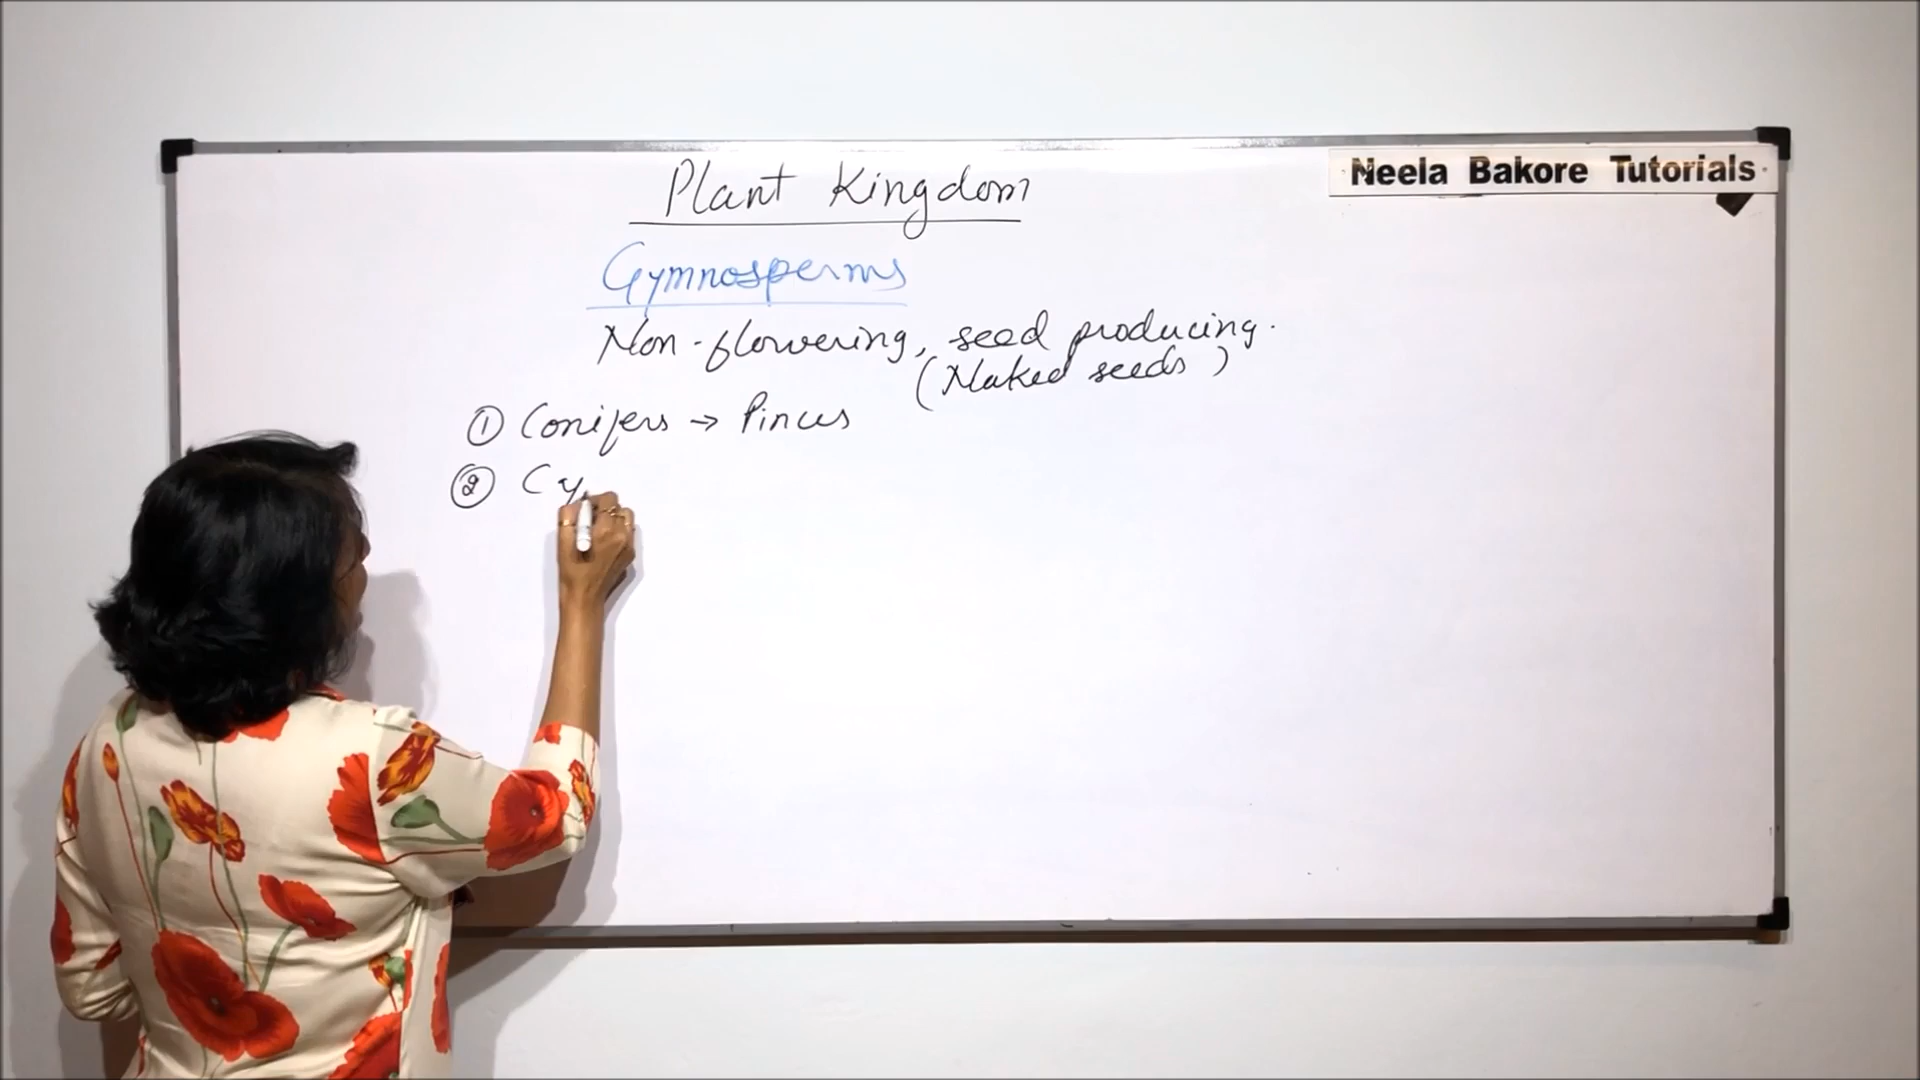 Plant Kingdom
Neela Bakore Tutorials
Gymnosperms
Non-flowering, seed producing.
(Naked seeds)
① Conifers → Pinus
② Cy